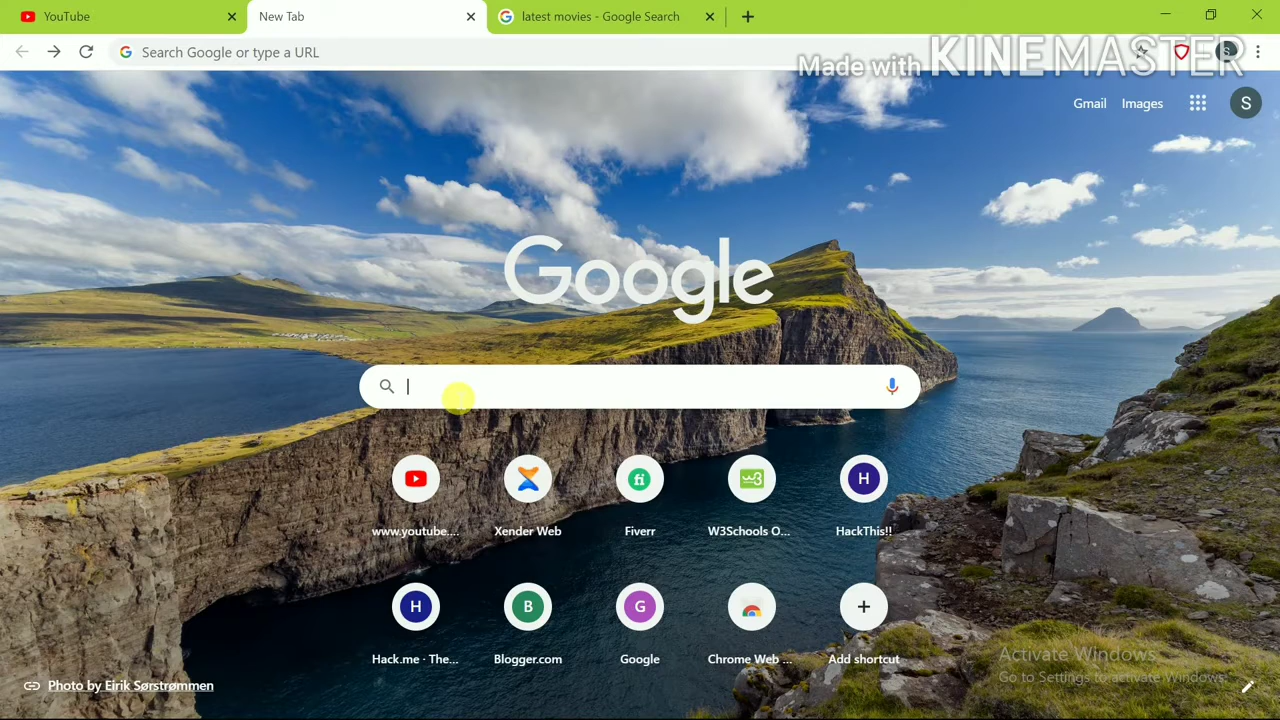 YouTube
New Tab
latest movies - Google Search
Search Google or type a URL
Made with KINEMASTER
S
Gmail
Images
S
Google
www.youtube....
Xender Web
fi
Fiverr
w3
W3Schools O...
H
HackThis!!
H
Hack.me · The...
B
Blogger.com
G
Google
Chrome Web ...
Add shortcut
Activate Windows
Go to Settings to activate Windows.
Photo by Eirik Sørstrømmen